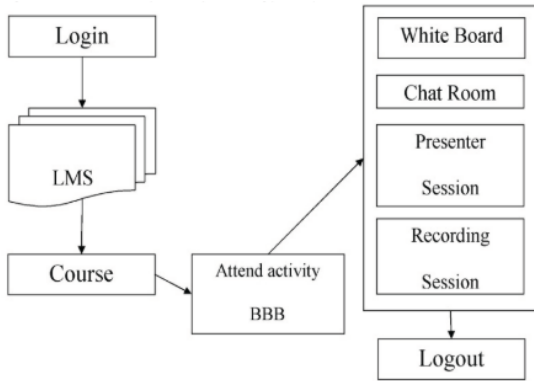 Login
LMS
Course
Attend activity
BBB
White Board
Chat Room
Presenter
Session
Recording
Session
Logout